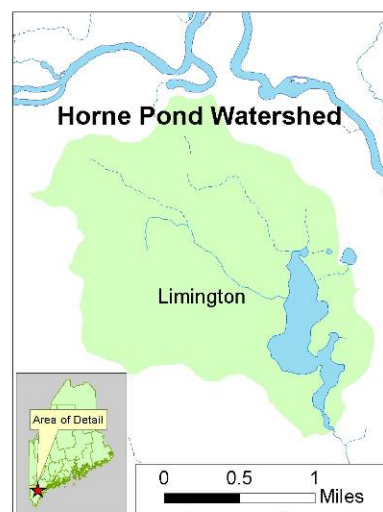 Horne Pond Watershed
Limington
Area of Detail
0 0.5 1
Miles